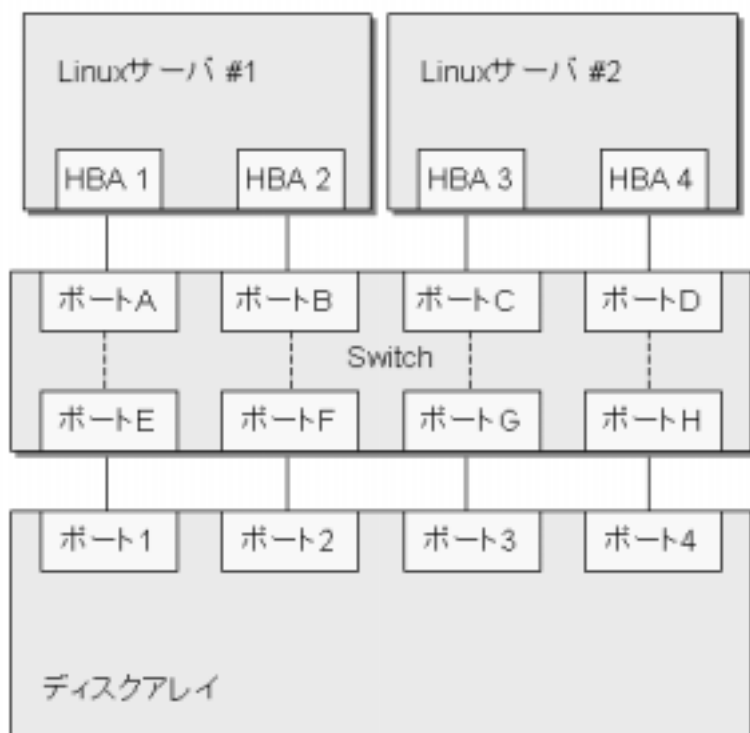 Linuxサーバ #1
Linuxサーバ #2
HBA 1
HBA 2
HBA 3
HBA 4
ポートA
ポートB
ポートC
ポートD
Switch
ポートE
ポートF
ポートG
ポートH
ポート1
ポート2
ポート3
ポート4
ディスクアレイ